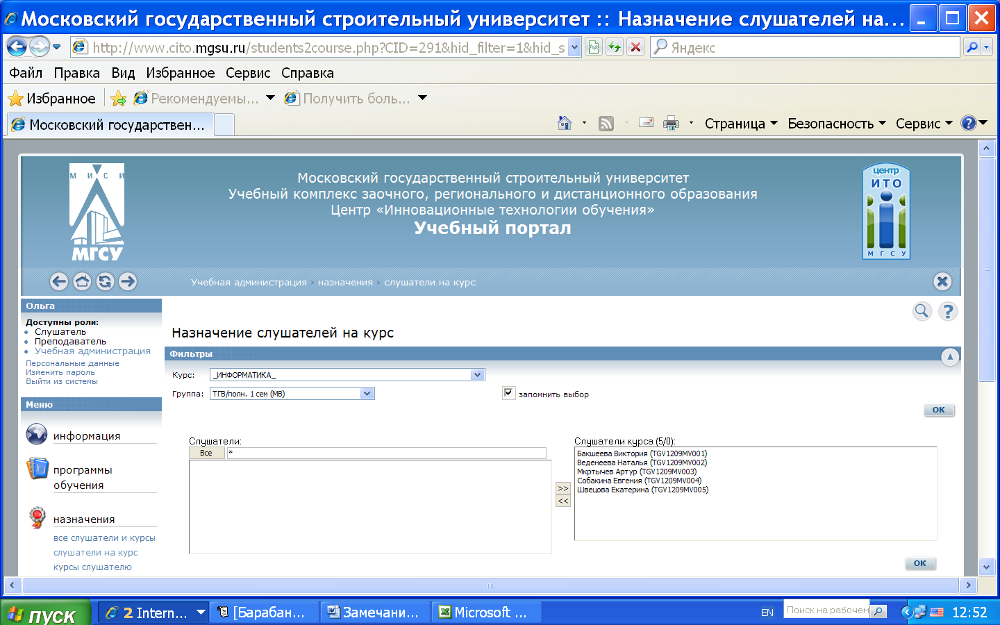 Московский государственный строительный университет :: Назначение слушателей на...
http://www.cito.mgsu.ru/students2course.php?CID=291&hid_filter=1&hid_s
Яндекс
Файл Правка Вид Избранное Сервис Справка
Избранное Рекомендуемы... Получить боль...
Московский государствен...
Страница Безопасность Сервис
МИСИ
МГСУ
Московский государственный строительный университет
Учебный комплекс заочного, регионального и дистанционного образования
Центр «Инновационные технологии обучения»
Учебный портал
центр
ИТО
МГСУ
Учебная администрация › назначения › слушатели на курс
Ольга
Доступны роли:
Слушатель
Преподаватель
Учебная администрация
Персональные данные
Изменить пароль
Выйти из системы
Меню
информация
программы
обучения
назначения
все слушатели и курсы
слушатели на курс
курсы слушателю
Назначение слушателей на курс
Фильтры
Курс: _ИНФОРМАТИКА_
Группа: ТГВ/полн. 1 сем (МВ)
запомнить выбор
ОК
Слушатели:
Все *
>>
<<
Слушатели курса (5/0):
Бакшеева Виктория (TGV1209MV001)
Веденеева Наталья (TGV1209MV002)
Мкртычев Артур (TGV1209MV003)
Собакина Евгения (TGV1209MV004)
Швецова Екатерина (TGV1209MV005)
ОК
пуск
2 Intern...
[Барабан...
Замечани...
Microsoft ...
EN
Поиск на рабочем
12:52